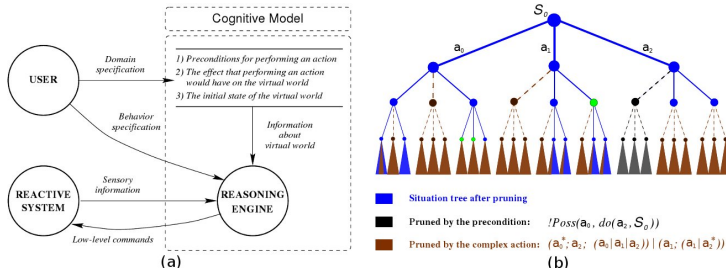 Cognitive Model
1) Preconditions for performing an action
2) The effect that performing an action
would have on the virtual world
3) The initial state of the virtual world
USER
Domain
specification
Behavior
specification
Information
about
virtual world
REACTIVE
SYSTEM
Sensory
information
REASONING
ENGINE
Low-level commands
(a)
S₀
a₀
a₁
a₂
Situation tree after pruning
Pruned by the precondition: !Poss(a₀, do(a₂, S₀))
Pruned by the complex action: (a₀*; a₂; (a₀|a₁|a₂)) | (a₁; (a₁|a₂*))
(b)